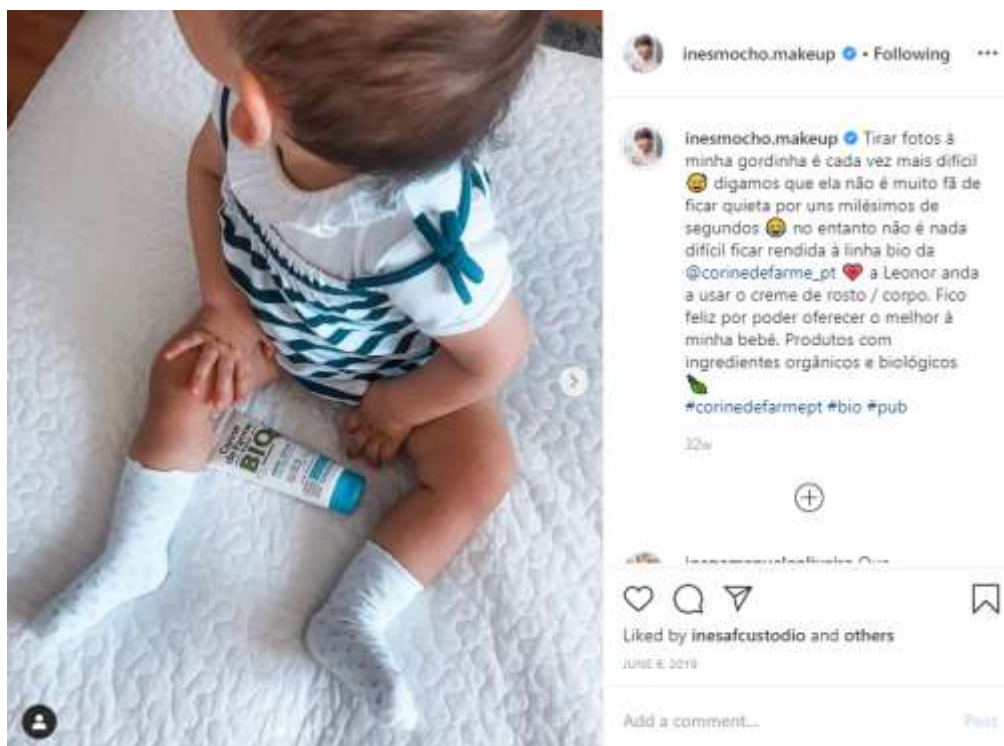 inesmocho.makeup • Following
inesmocho.makeup Tirar fotos à
minha gordinha é cada vez mais difícil
😅 digamos que ela não é muito fã de
ficar quieta por uns milésimos de
segundos 😂 no entanto não é nada
difícil ficar rendida à linha bio da
@corinedefarme_pt ❤️ a Leonor anda
a usar o creme de rosto / corpo. Fico
feliz por poder oferecer o melhor à
minha bebé. Produtos com
ingredientes orgânicos e biológicos
🌿
#corinedefarmept #bio #pub
32w
Liked by inesafcustodio and others
JUNE 6, 2019
Add a comment...
Post
Corine
de Farme
BIO